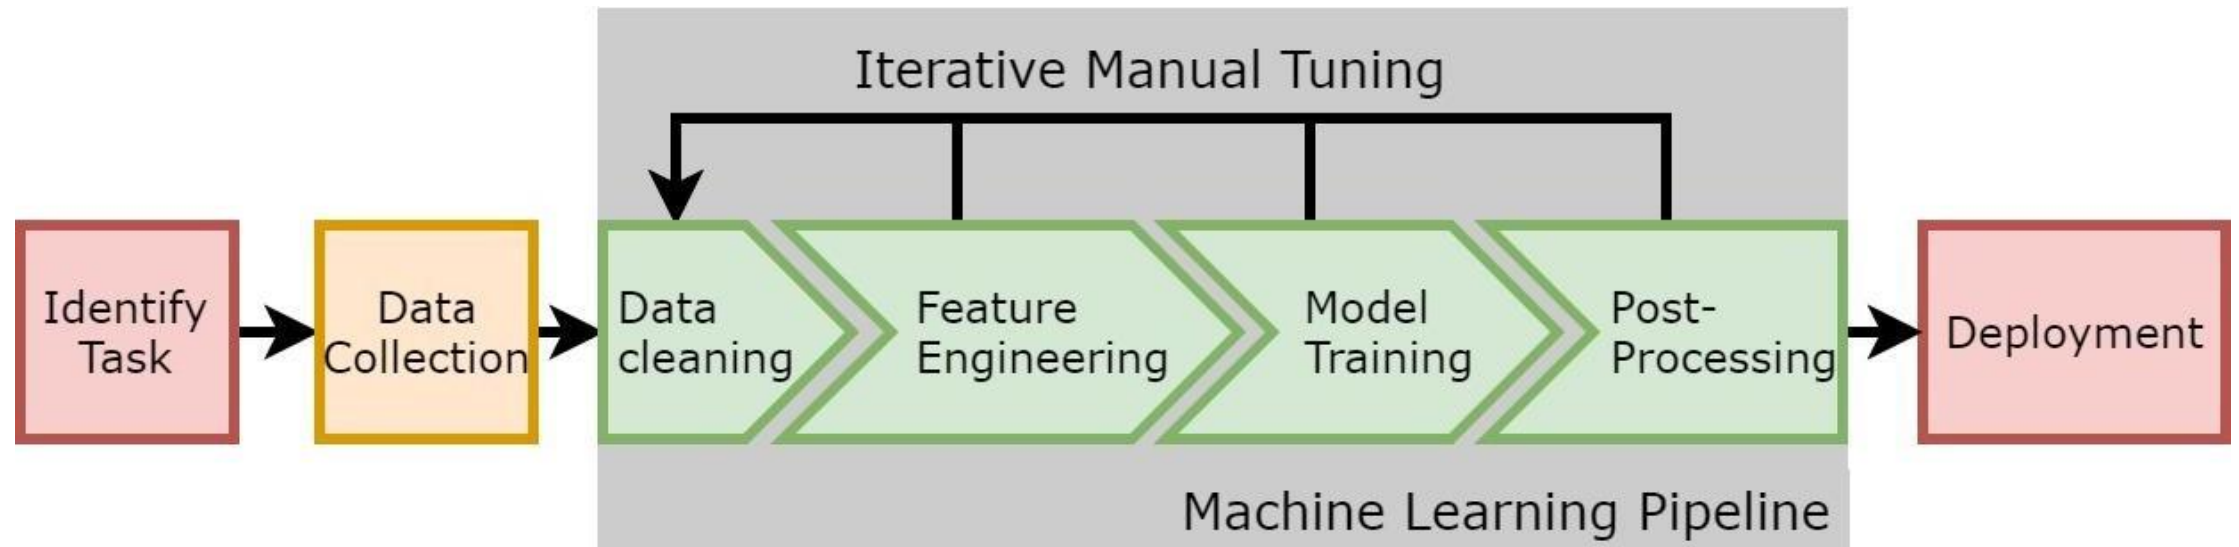 Iterative Manual Tuning
Identify
Task
Data
Collection
Data
cleaning
Feature
Engineering
Model
Training
Post-
Processing
Deployment
Machine Learning Pipeline